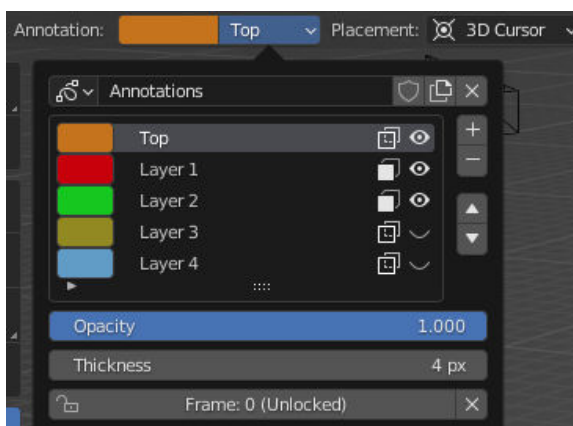 Annotation: Top Placement: 3D Cursor
Annotations
Top
Layer 1
Layer 2
Layer 3
Layer 4
Opacity 1.000
Thickness 4 px
Frame: 0 (Unlocked)